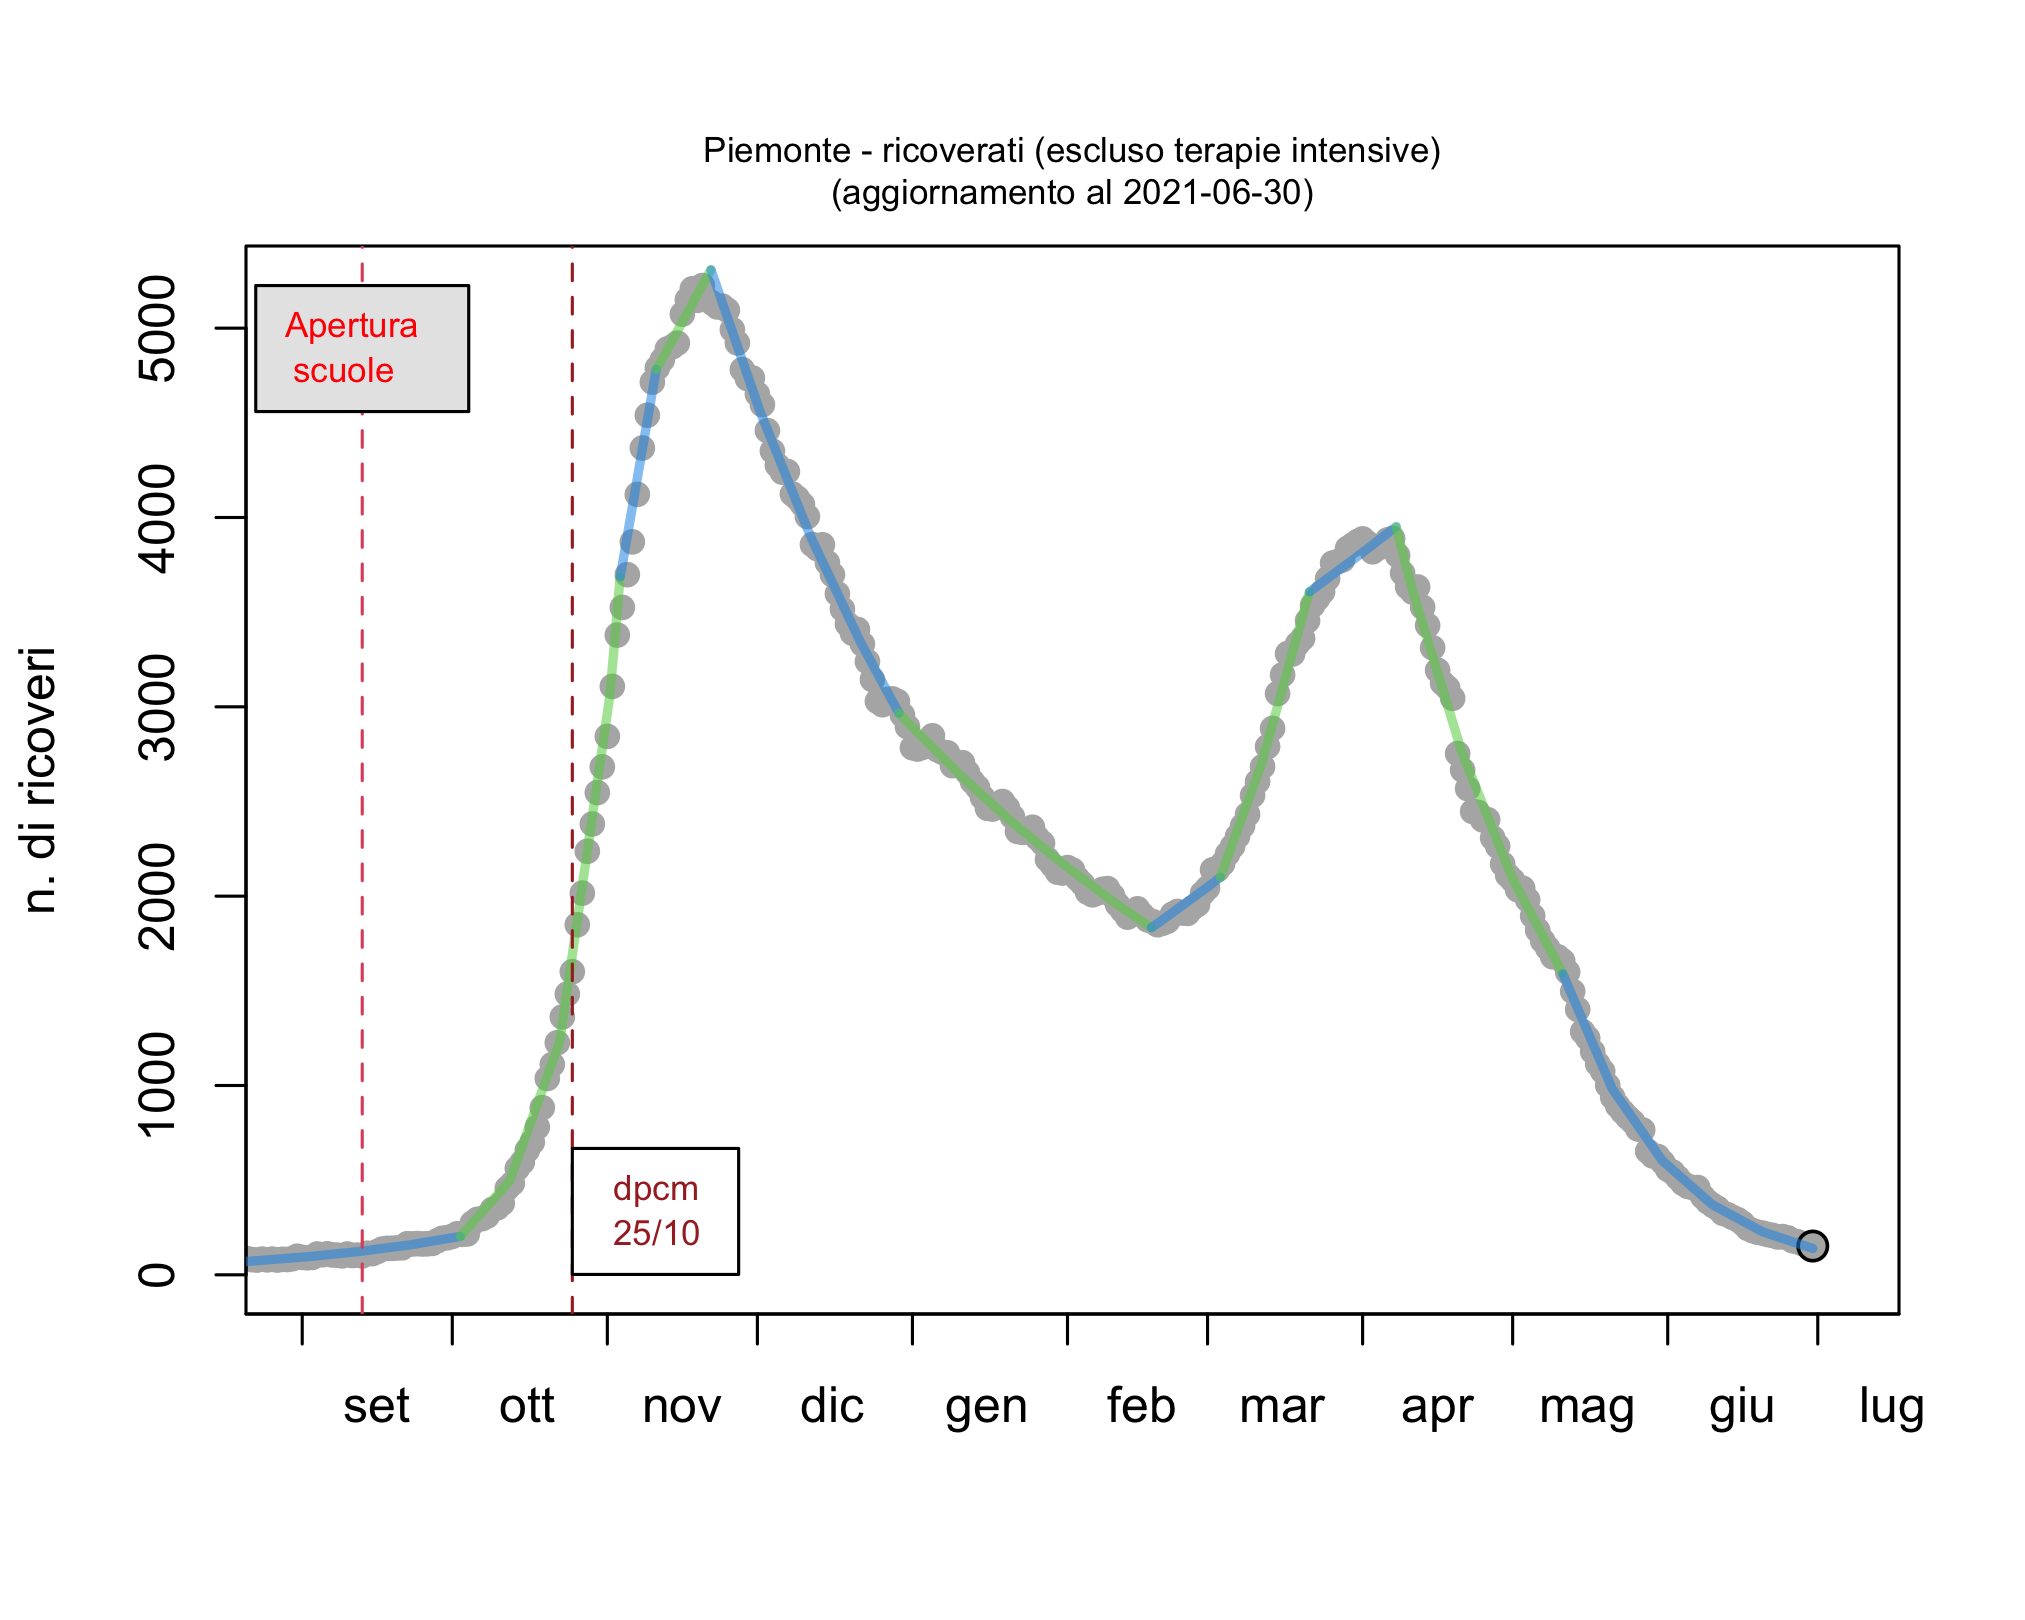 Piemonte - ricoverati (escluso terapie intensive)
(aggiornamento al 2021-06-30)
n. di ricoveri
5000
4000
3000
2000
1000
0
Apertura
scuole
dpcm
25/10
set ott nov dic gen feb mar apr mag giu lug